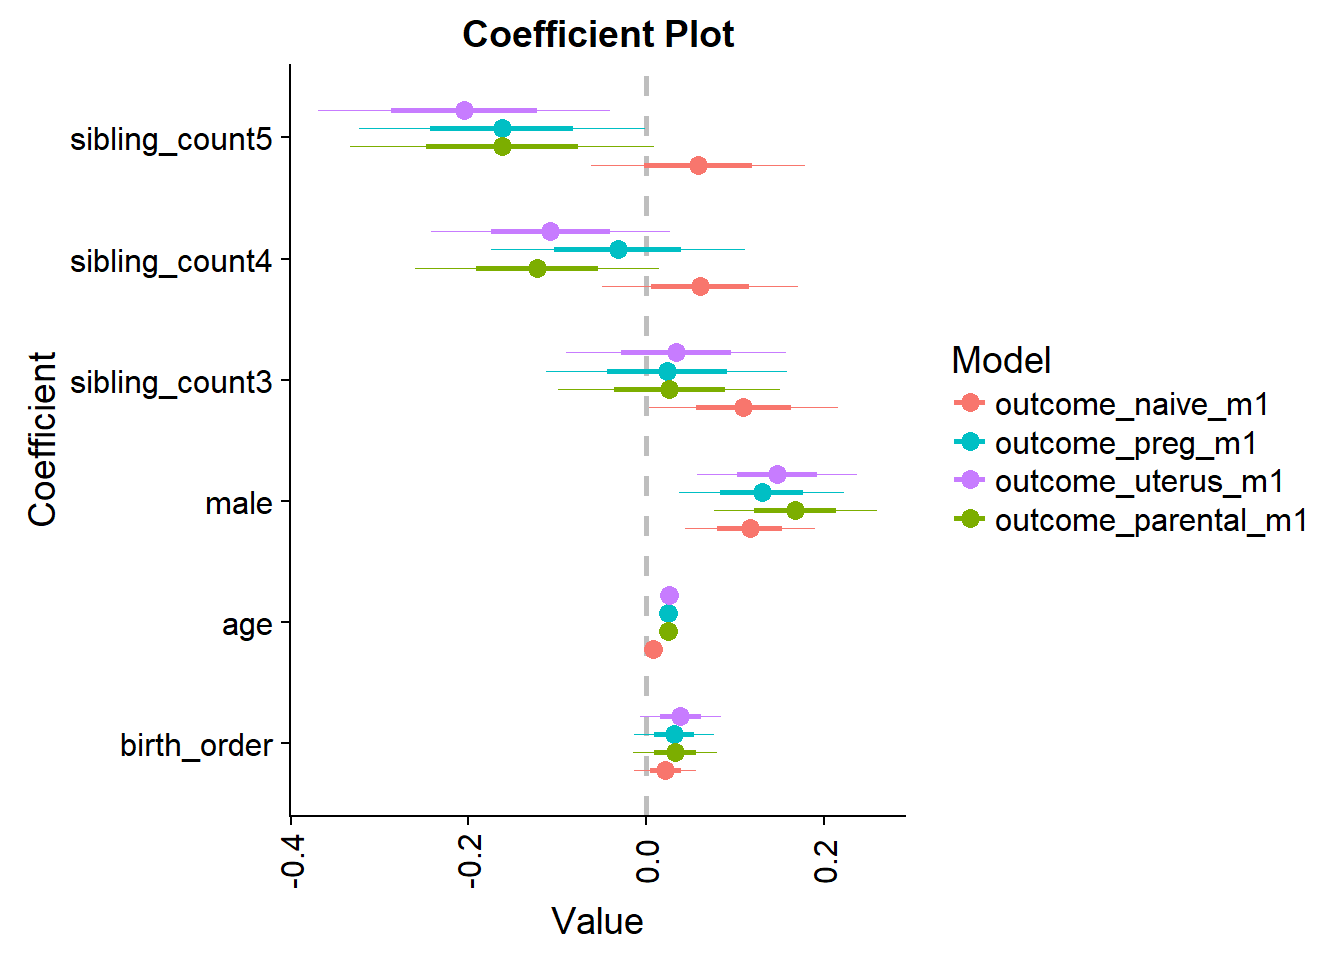 Coefficient Plot
Coefficient
sibling_count5
sibling_count4
sibling_count3
male
age
birth_order
-0.4
-0.2
0.0
0.2
Value
Model
outcome_naive_m1
outcome_preg_m1
outcome_uterus_m1
outcome_parental_m1